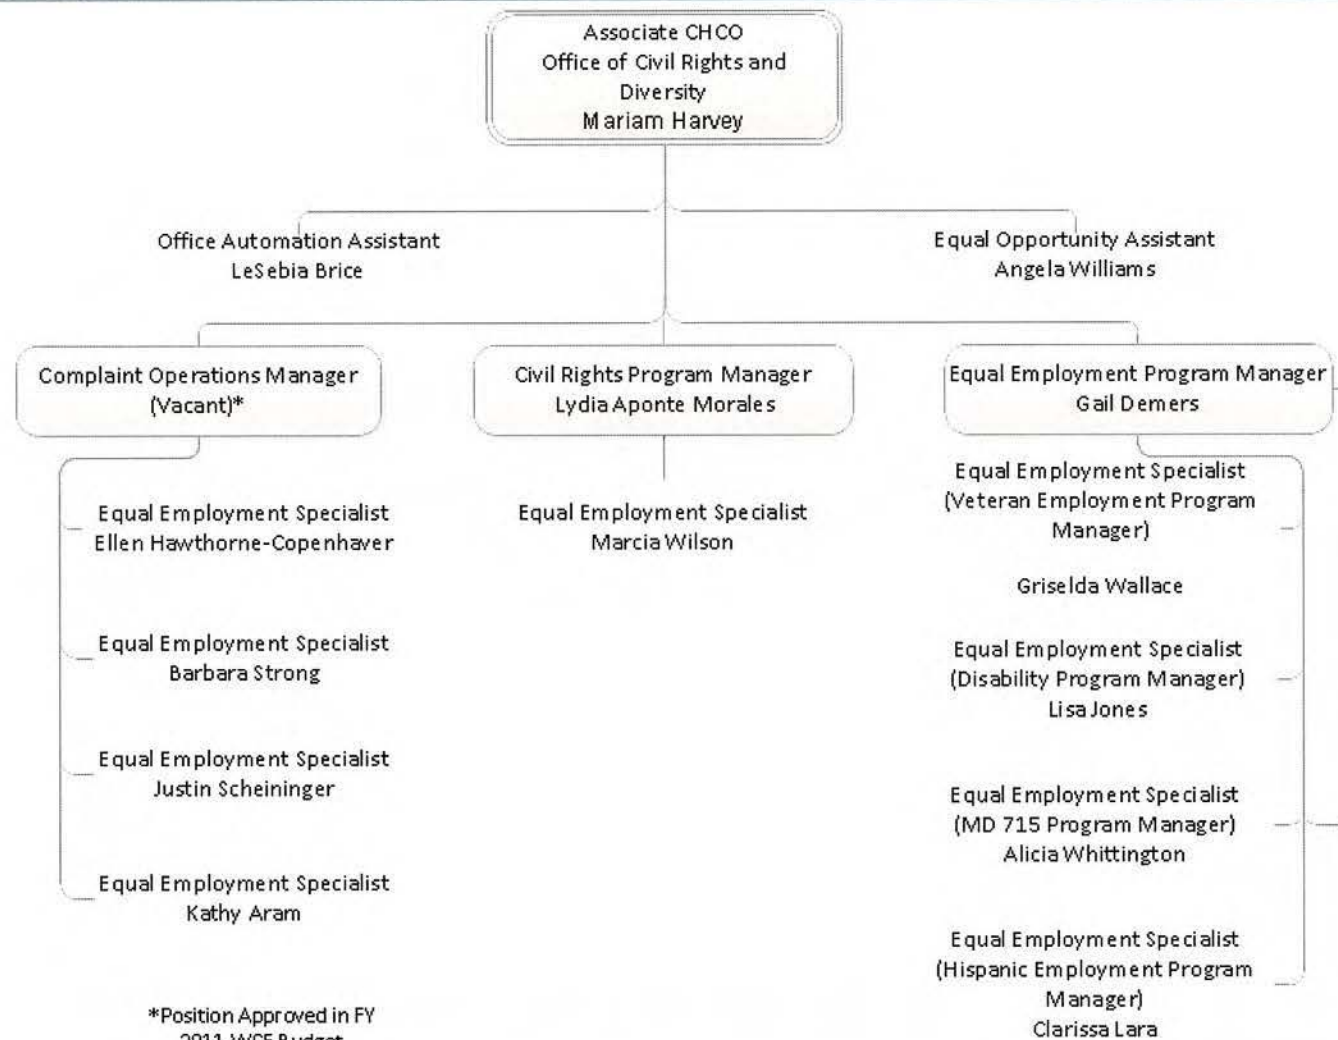 Associate CHCO
Office of Civil Rights and
Diversity
Mariam Harvey
Office Automation Assistant
LeSebia Brice
Equal Opportunity Assistant
Angela Williams
Complaint Operations Manager
(Vacant)*
Civil Rights Program Manager
Lydia Aponte Morales
Equal Employment Program Manager
Gail Demers
Equal Employment Specialist
Ellen Hawthorne-Copenhaver
Equal Employment Specialist
Barbara Strong
Equal Employment Specialist
Justin Scheininger
Equal Employment Specialist
Kathy Aram
Equal Employment Specialist
Marcia Wilson
Equal Employment Specialist
(Veteran Employment Program
Manager)
Griselda Wallace
Equal Employment Specialist
(Disability Program Manager)
Lisa Jones
Equal Employment Specialist
(MD 715 Program Manager)
Alicia Whittington
Equal Employment Specialist
(Hispanic Employment Program
Manager)
Clarissa Lara
*Position Approved in FY
2011 Budget